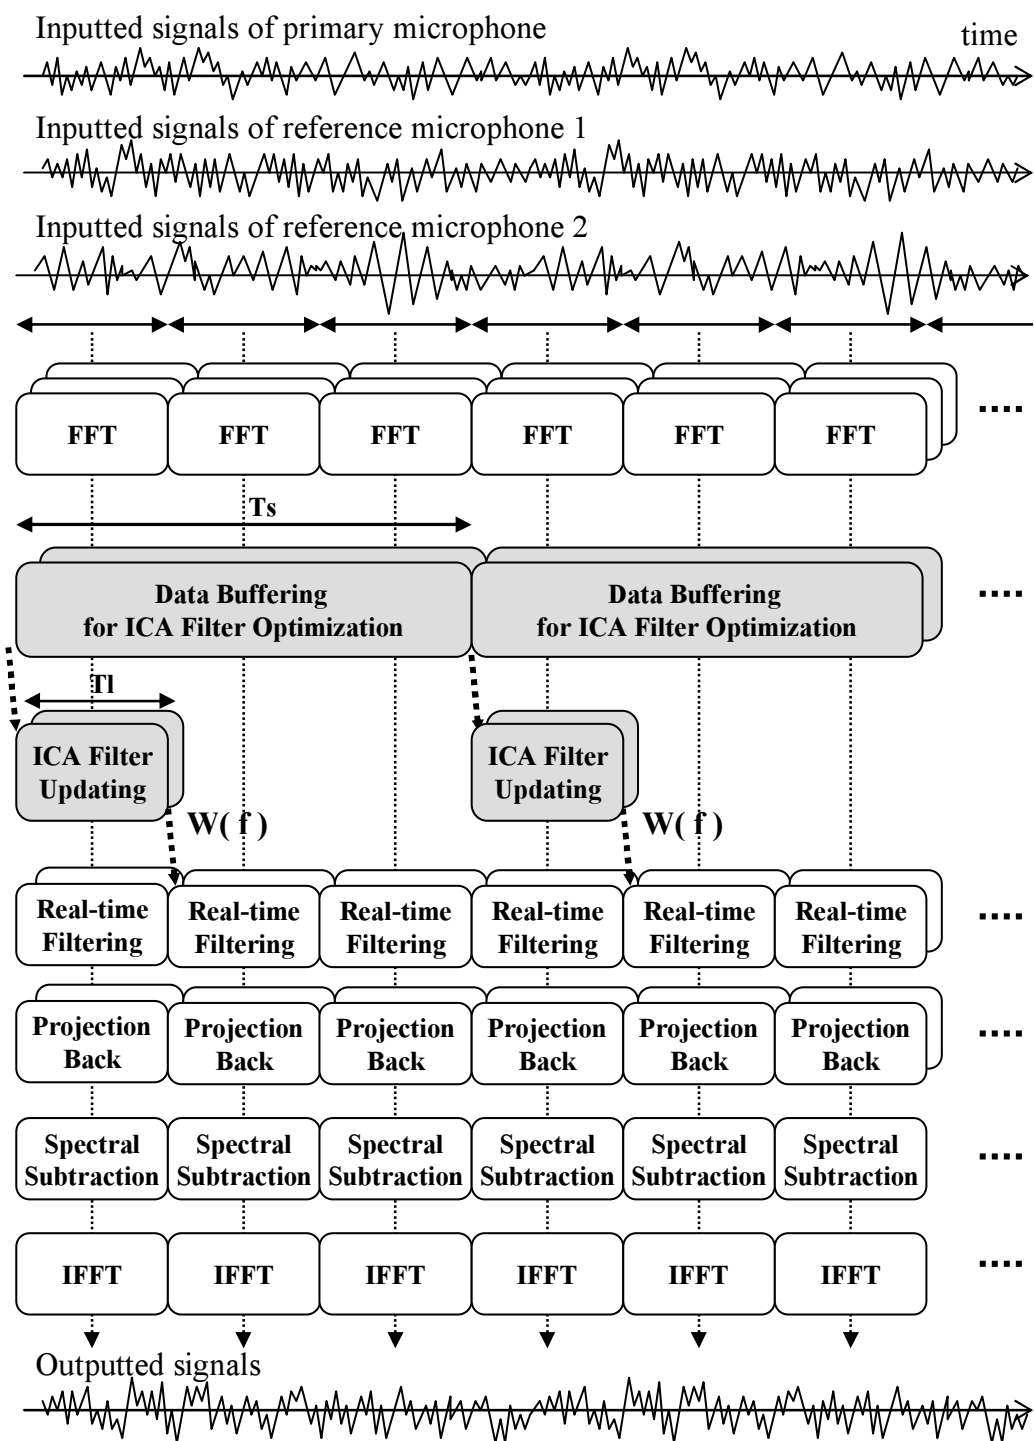 Inputted signals of primary microphone
time
Inputted signals of reference microphone 1
Inputted signals of reference microphone 2
FFT FFT FFT FFT FFT FFT ....
Ts
Data Buffering
for ICA Filter Optimization
Data Buffering
for ICA Filter Optimization
....
Tl
ICA Filter
Updating
ICA Filter
Updating
W( f )
W( f )
Real-time
Filtering
Real-time
Filtering
Real-time
Filtering
Real-time
Filtering
Real-time
Filtering
Real-time
Filtering
....
Projection
Back
Projection
Back
Projection
Back
Projection
Back
Projection
Back
Projection
Back
....
Spectral
Subtraction
Spectral
Subtraction
Spectral
Subtraction
Spectral
Subtraction
Spectral
Subtraction
Spectral
Subtraction
....
IFFT IFFT IFFT IFFT IFFT IFFT ....
Outputted signals